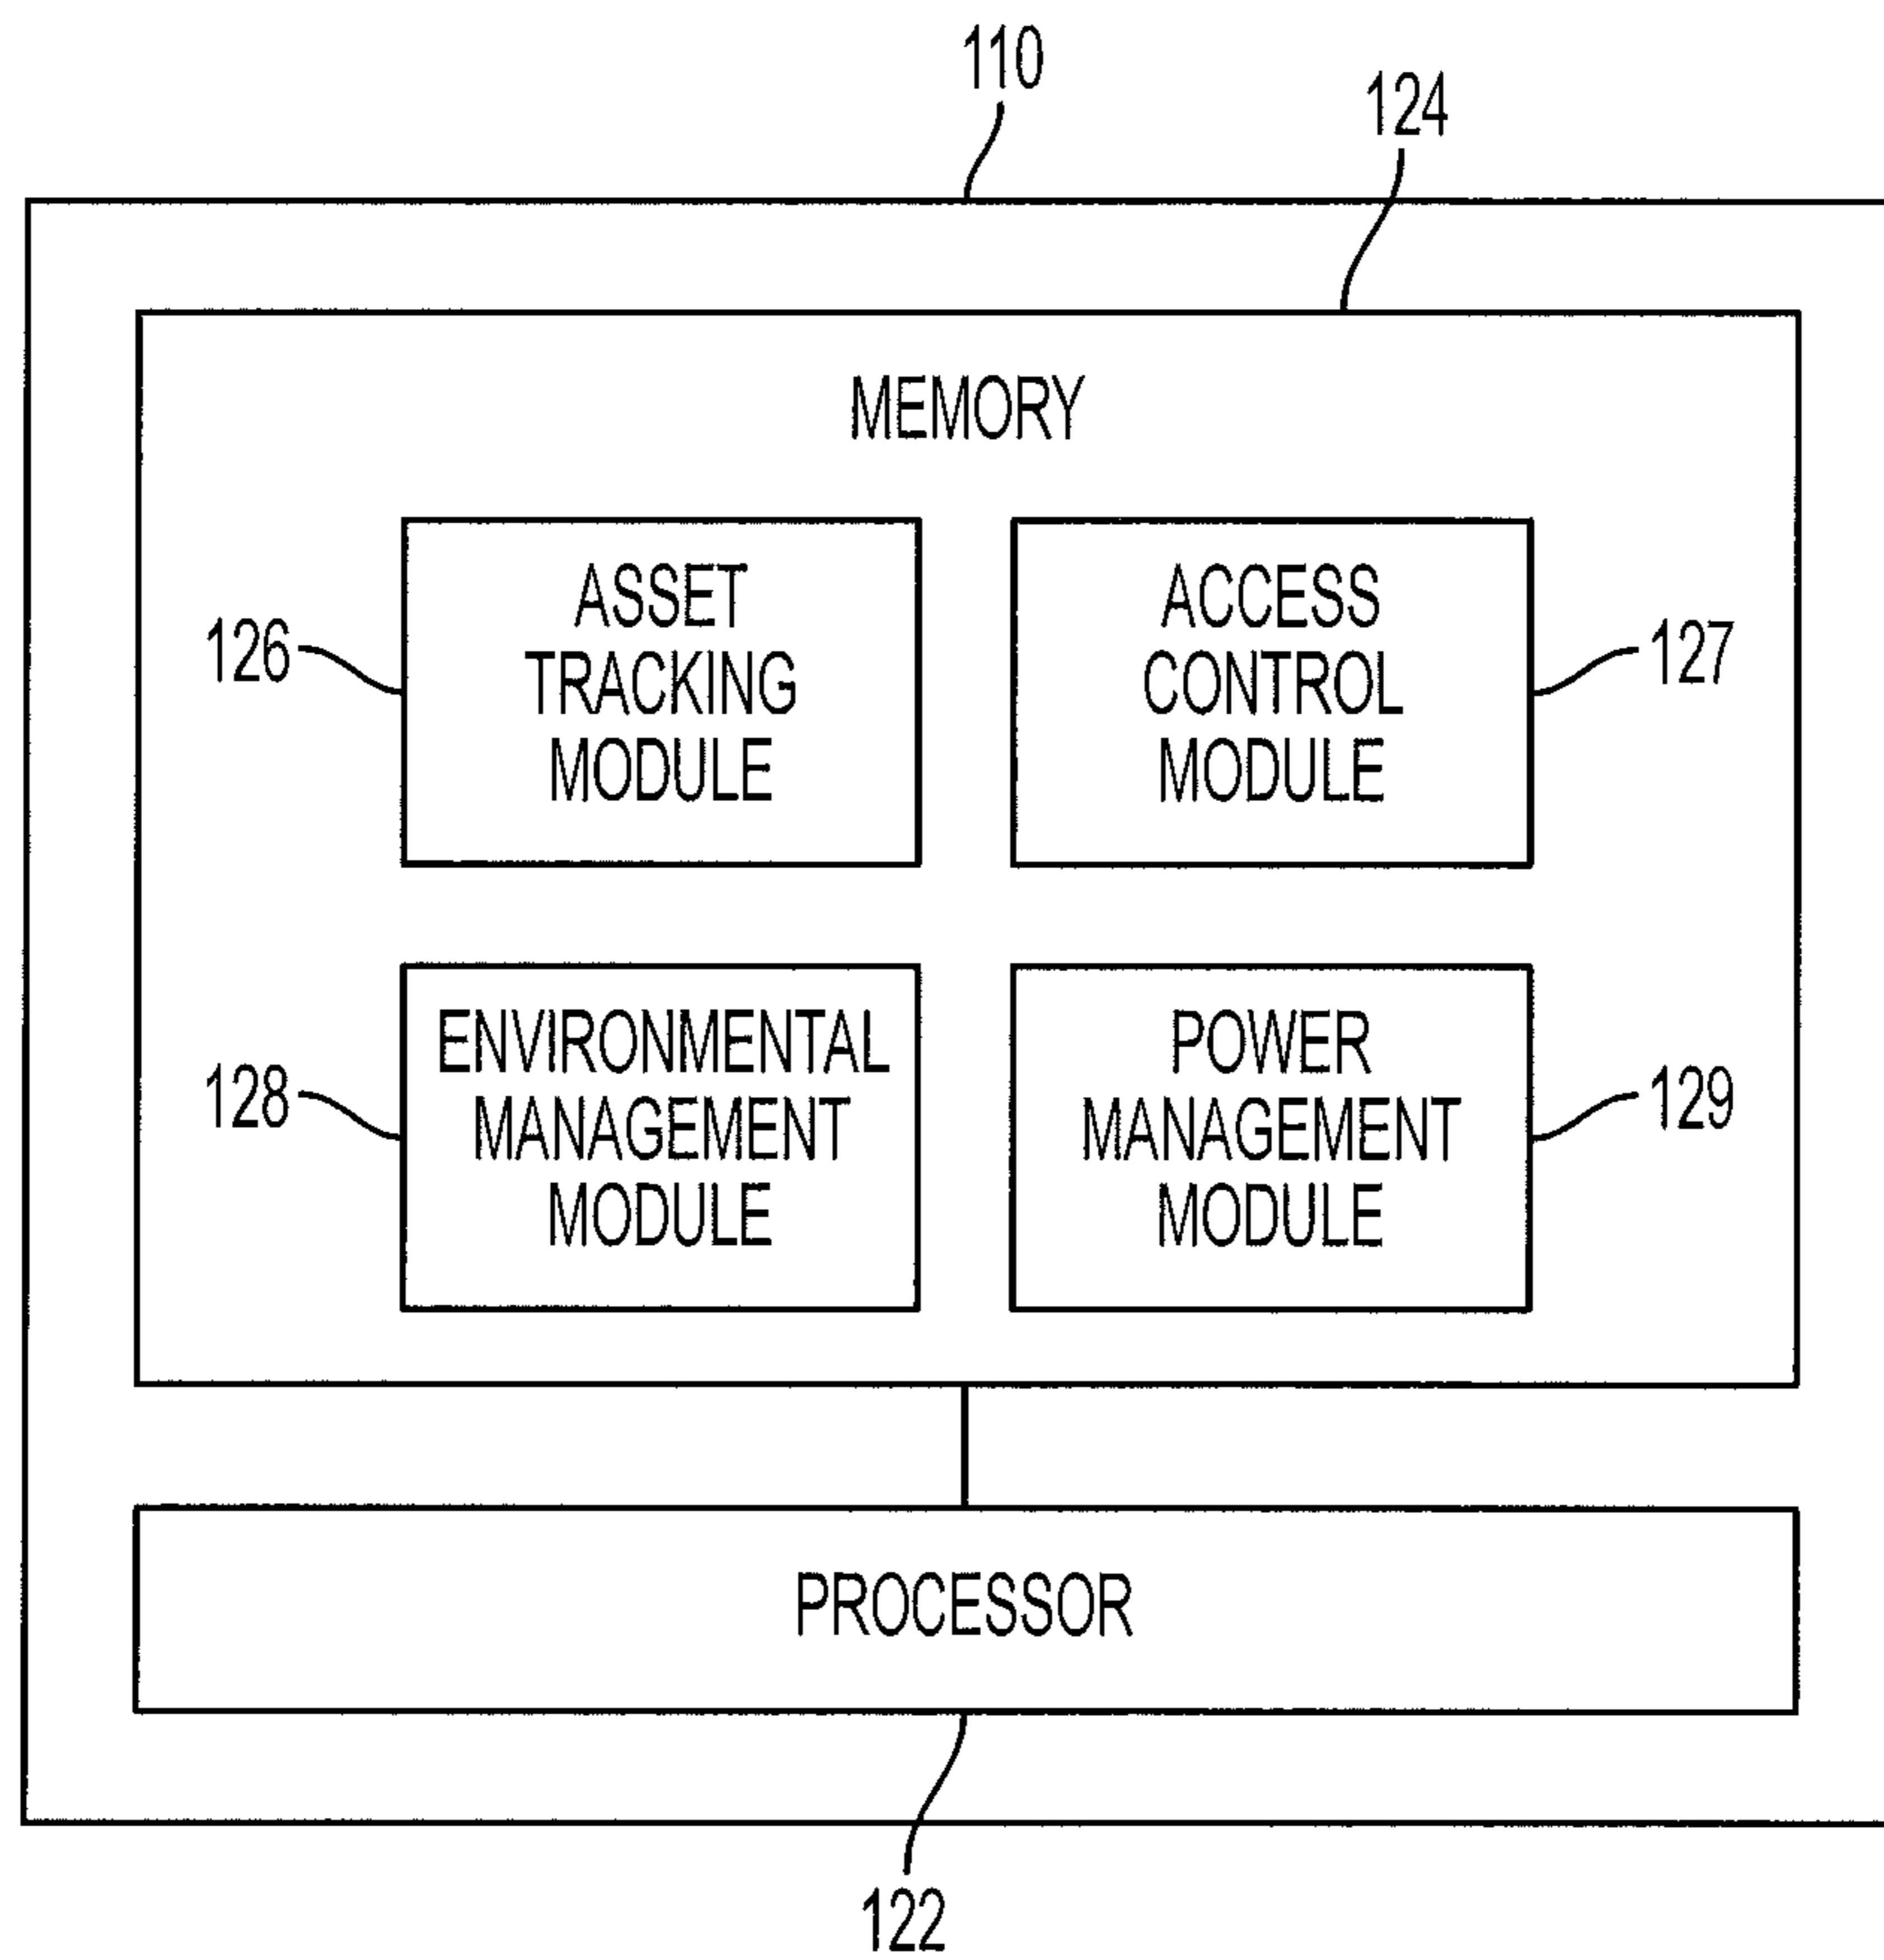 110
124
MEMORY
ASSET
TRACKING
MODULE
126
ACCESS
CONTROL
MODULE
127
ENVIRONMENTAL
MANAGEMENT
MODULE
128
POWER
MANAGEMENT
MODULE
129
PROCESSOR
122